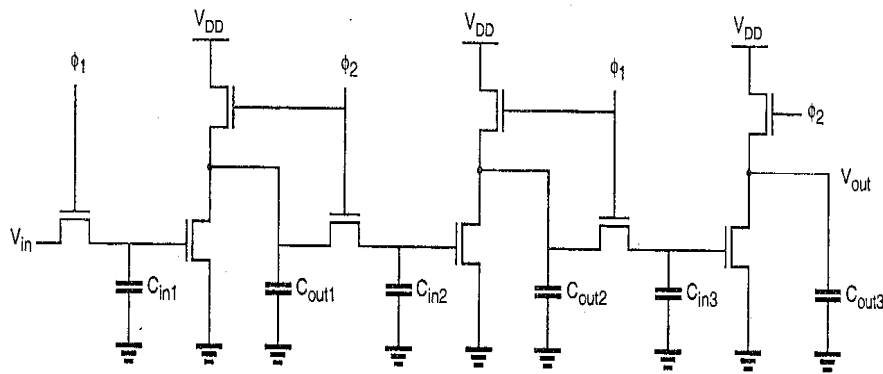 V_DD
V_DD
V_DD
ϕ_1
ϕ_2
ϕ_1
ϕ_2
V_out
V_in
C_in1
C_out1
C_in2
C_out2
C_in3
C_out3